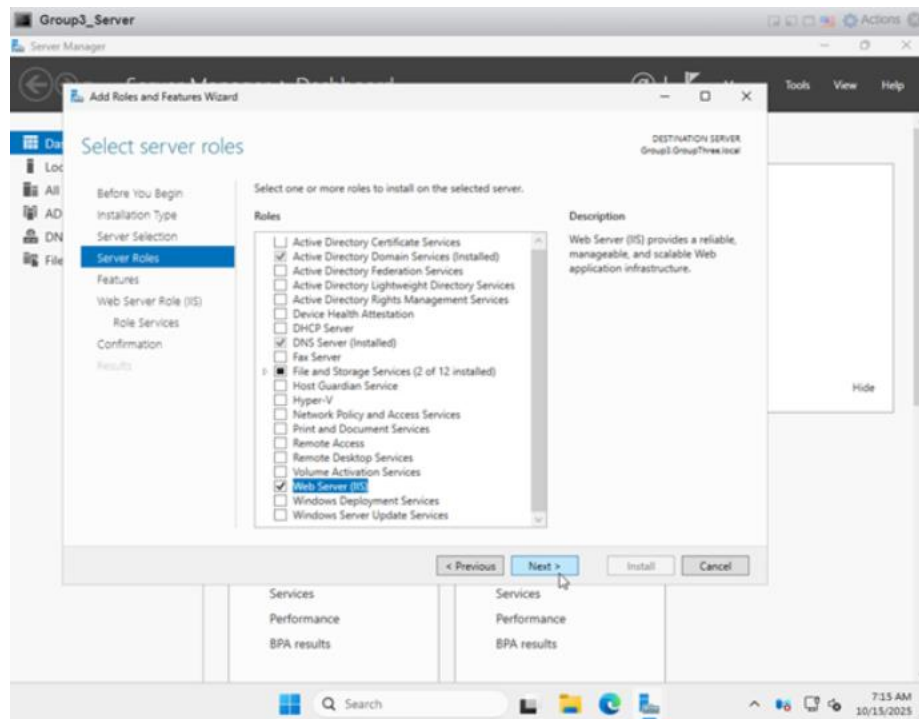 Group3_Server
Actions
Server Manager
Tools View Help
Add Roles and Features Wizard
Select server roles
DESTINATION SERVER
Group3.GroupThree.local
Before You Begin
Installation Type
Server Selection
Server Roles
Features
Web Server Role (IIS)
Role Services
Confirmation
Results
Select one or more roles to install on the selected server.
Roles
Active Directory Certificate Services
Active Directory Domain Services (Installed)
Active Directory Federation Services
Active Directory Lightweight Directory Services
Active Directory Rights Management Services
Device Health Attestation
DHCP Server
DNS Server (Installed)
Fax Server
File and Storage Services (2 of 12 installed)
Host Guardian Service
Hyper-V
Network Policy and Access Services
Print and Document Services
Remote Access
Remote Desktop Services
Volume Activation Services
Web Server (IIS)
Windows Deployment Services
Windows Server Update Services
Description
Web Server (IIS) provides a reliable,
manageable, and scalable Web
application infrastructure.
Da
Loc
All
AD
DN
File
Hide
< Previous
Next >
Install
Cancel
Services
Performance
BPA results
Services
Performance
BPA results
Search
7:15 AM
10/15/2025